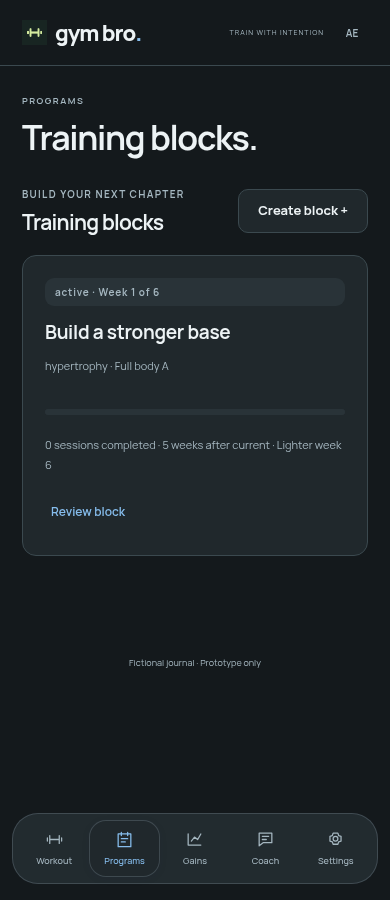 gym bro.
TRAIN WITH INTENTION
AE
PROGRAMS
Training blocks.
BUILD YOUR NEXT CHAPTER
Training blocks
Create block +
active · Week 1 of 6
Build a stronger base
hypertrophy · Full body A
0 sessions completed · 5 weeks after current · Lighter week
6
Review block
Fictional journal · Prototype only
Workout
Programs
Gains
Coach
Settings